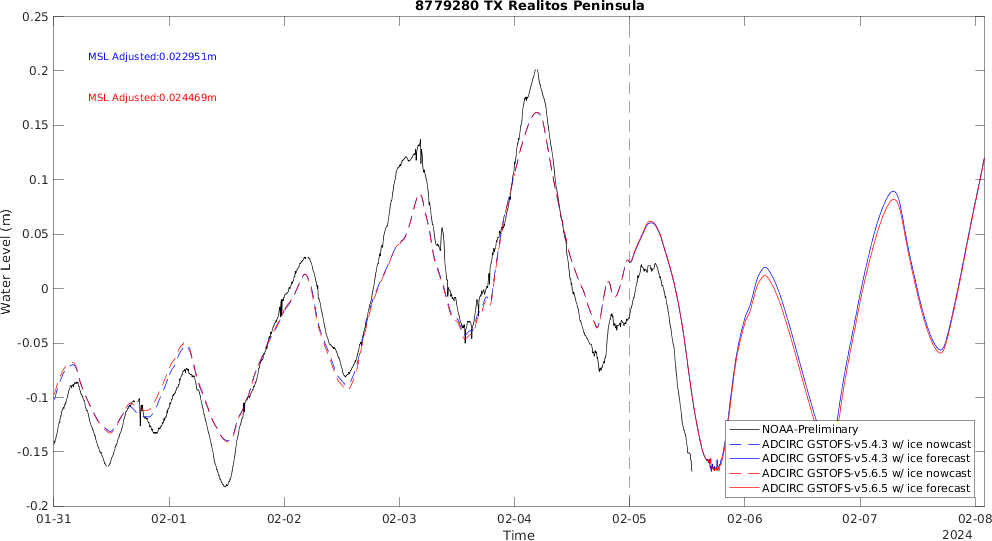 8779280 TX Realitos Peninsula
0.25
0.2
0.15
0.1
0.05
0
-0.05
-0.1
-0.15
-0.2
Water Level (m)
MSL Adjusted:0.022951m
MSL Adjusted:0.024469m
NOAA-Preliminary
ADCIRC GSTOFS-v5.4.3 w/ ice nowcast
ADCIRC GSTOFS-v5.4.3 w/ ice forecast
ADCIRC GSTOFS-v5.6.5 w/ ice nowcast
ADCIRC GSTOFS-v5.6.5 w/ ice forecast
01-31 02-01 02-02 02-03 02-04 02-05 02-06 02-07 02-08
Time
2024